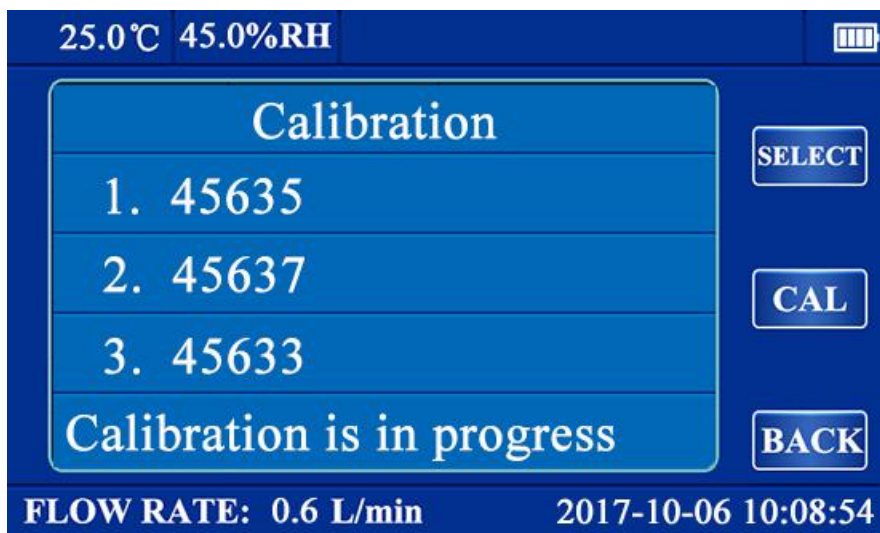 25.0℃ 45.0%RH
Calibration
1. 45635
2. 45637
3. 45633
Calibration is in progress
SELECT
CAL
BACK
FLOW RATE: 0.6 L/min 2017-10-06 10:08:54